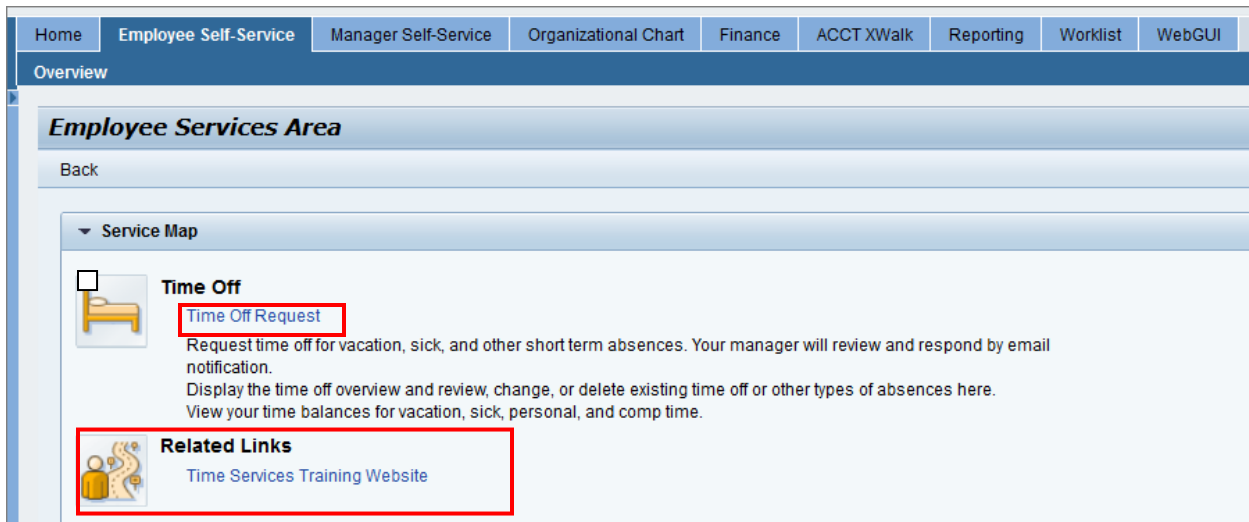 Home Employee Self-Service Manager Self-Service Organizational Chart Finance ACCT XWalk Reporting Worklist WebGUI
Overview
Employee Services Area
Back
Service Map
Time Off
Time Off Request
Request time off for vacation, sick, and other short term absences. Your manager will review and respond by email
notification.
Display the time off overview and review, change, or delete existing time off or other types of absences here.
View your time balances for vacation, sick, personal, and comp time.
Related Links
Time Services Training Website